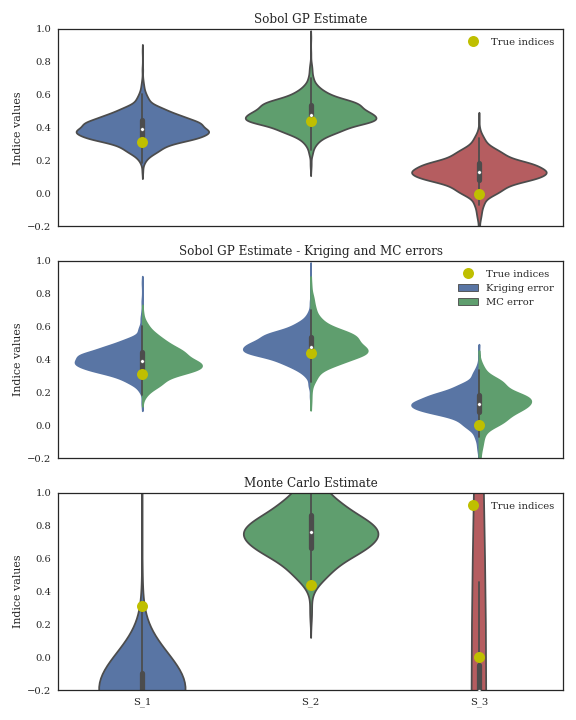 Sobol GP Estimate
1.0
0.8
0.6
0.4
0.2
0.0
−0.2
Indice values
True indices
Sobol GP Estimate - Kriging and MC errors
1.0
0.8
0.6
0.4
0.2
0.0
−0.2
Indice values
True indices
Kriging error
MC error
Monte Carlo Estimate
1.0
0.8
0.6
0.4
0.2
0.0
−0.2
Indice values
True indices
S_1 S_2 S_3